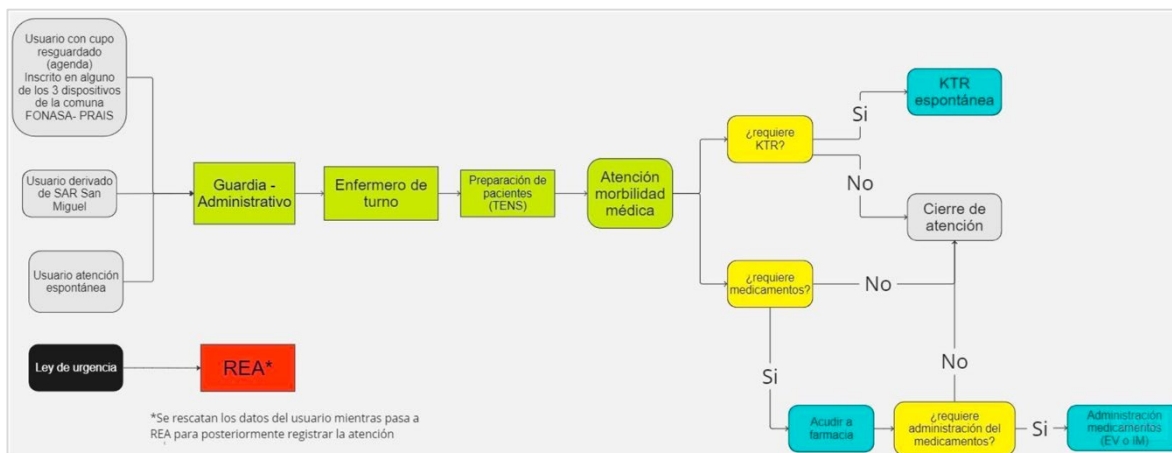 Usuario con cupo
resguardado
(agenda)
Inscrito en alguno
de los 3 dispositivos
de la comuna
FONASA- PRAIS
Usuario derivado
de SAR San
Miguel
Usuario atención
espontánea
Guardia -
Administrativo
Enfermero de
turno
Preparación de
pacientes
(TENS)
Atención
morbilidad
médica
¿requiere
KTR?
Si
KTR
espontánea
No
Cierre de
atención
¿requiere
medicamentos?
No
Si
Acudir a
farmacia
¿requiere
administración del
medicamentos?
No
Si
Administración
medicamentos
(EV o IM)
Ley de urgencia
REA*
*Se rescatan los datos del usuario mientras pasa a
REA para posteriormente registrar la atención